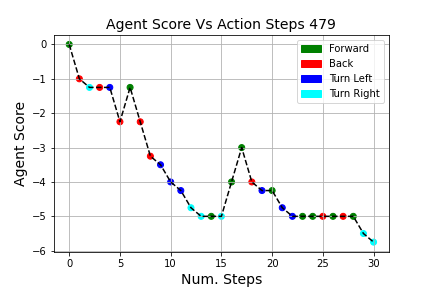 Agent Score Vs Action Steps 479
Forward
Back
Turn Left
Turn Right
0
−1
−2
−3
−4
−5
−6
Agent Score
0 5 10 15 20 25 30
Num. Steps